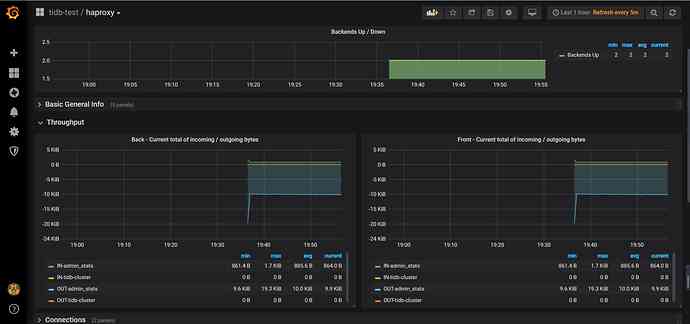 tidb-test / haproxy
Last 1 hour Refresh every 5m
Backends Up / Down
2.5
2.0
1.5
19:00 19:05 19:10 19:15 19:20 19:25 19:30 19:35 19:40 19:45 19:50 19:55
min max avg current
Backends Up 2 2 2 2
Basic General Info (5 panels)
Throughput
Back - Current total of incoming / outgoing bytes
5 KiB
0 B
-5 KiB
-10 KiB
-15 KiB
-20 KiB
-24 KiB
19:00 19:10 19:20 19:30 19:40 19:50
min max avg current
IN-admin_stats 861.4 B 1.7 KiB 885.6 B 864.0 B
IN-tidb-cluster 0 B 0 B 0 B 0 B
OUT-admin_stats 9.6 KiB 19.3 KiB 10.0 KiB 9.9 KiB
OUT-tidb-cluster 0 B 0 B 0 B 0 B
Front - Current total of incoming / outgoing bytes
5 KiB
0 B
-5 KiB
-10 KiB
-15 KiB
-20 KiB
-24 KiB
19:00 19:10 19:20 19:30 19:40 19:50
min max avg current
IN-admin_stats 861.4 B 1.7 KiB 885.6 B 864.0 B
IN-tidb-cluster 0 B 0 B 0 B 0 B
OUT-admin_stats 9.6 KiB 19.3 KiB 10.0 KiB 9.9 KiB
OUT-tidb-cluster 0 B 0 B 0 B 0 B
Connections (2 panels)